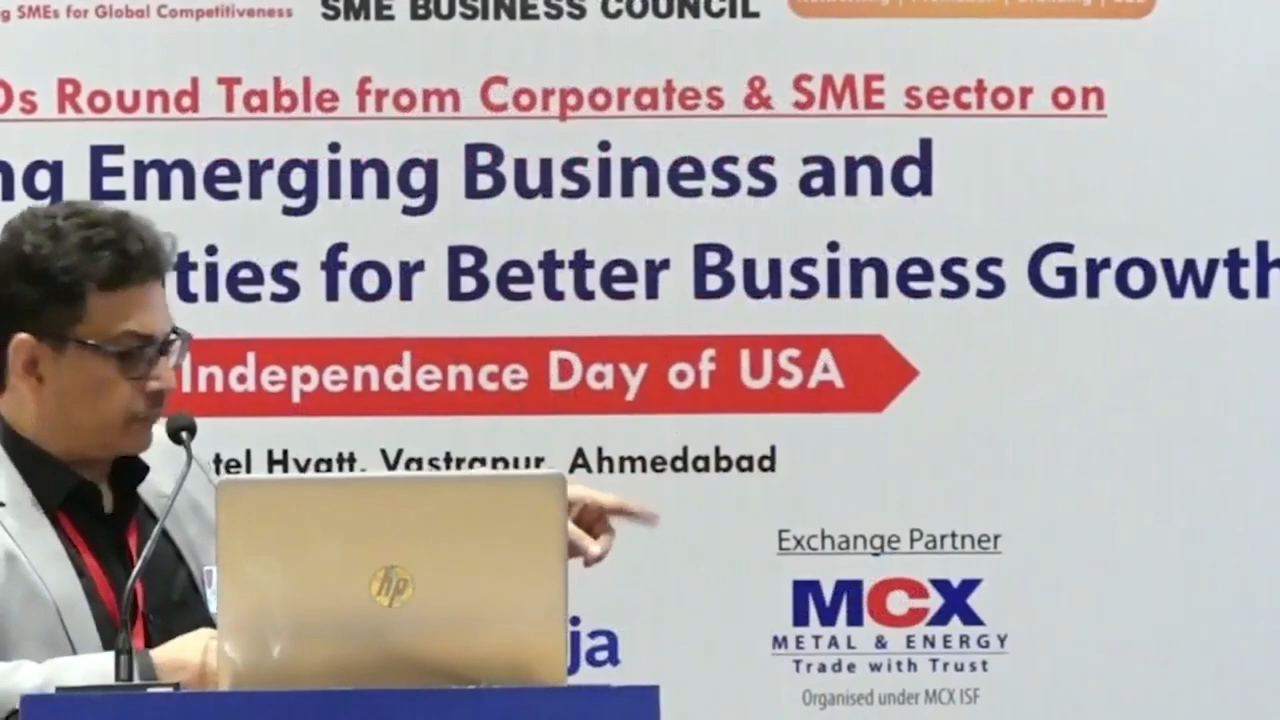 ng SMEs for Global Competitiveness
SME BUSINESS COUNCIL
Os Round Table from Corporates & SME sector on
ng Emerging Business and
ties for Better Business Growth
Independence Day of USA
tel Hyatt, Vastrapur, Ahmedabad
Exchange Partner
MCX
METAL & ENERGY
Trade with Trust
Organised under MCX ISF
ja
hp